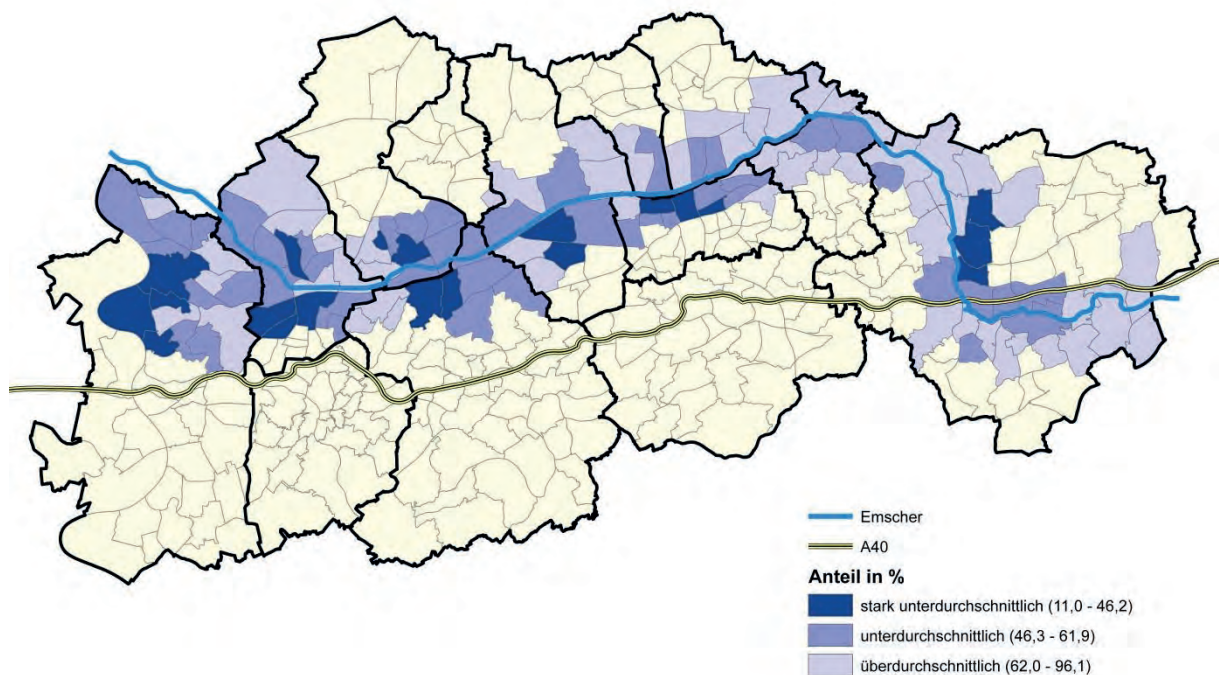 Emscher
A40
Anteil in %
stark unterdurchschnittlich (11,0 - 46,2)
unterdurchschnittlich (46,3 - 61,9)
überdurchschnittlich (62,0 - 96,1)